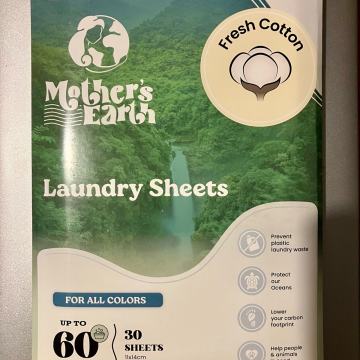 Fresh Cotton
Mother's
Earth
Laundry Sheets
Prevent
plastic
laundry waste
Protect
our
Oceans
Lower
your carbon
footprint
Help people
& animals
FOR ALL COLORS
UP TO
60
30
SHEETS
11x14cm